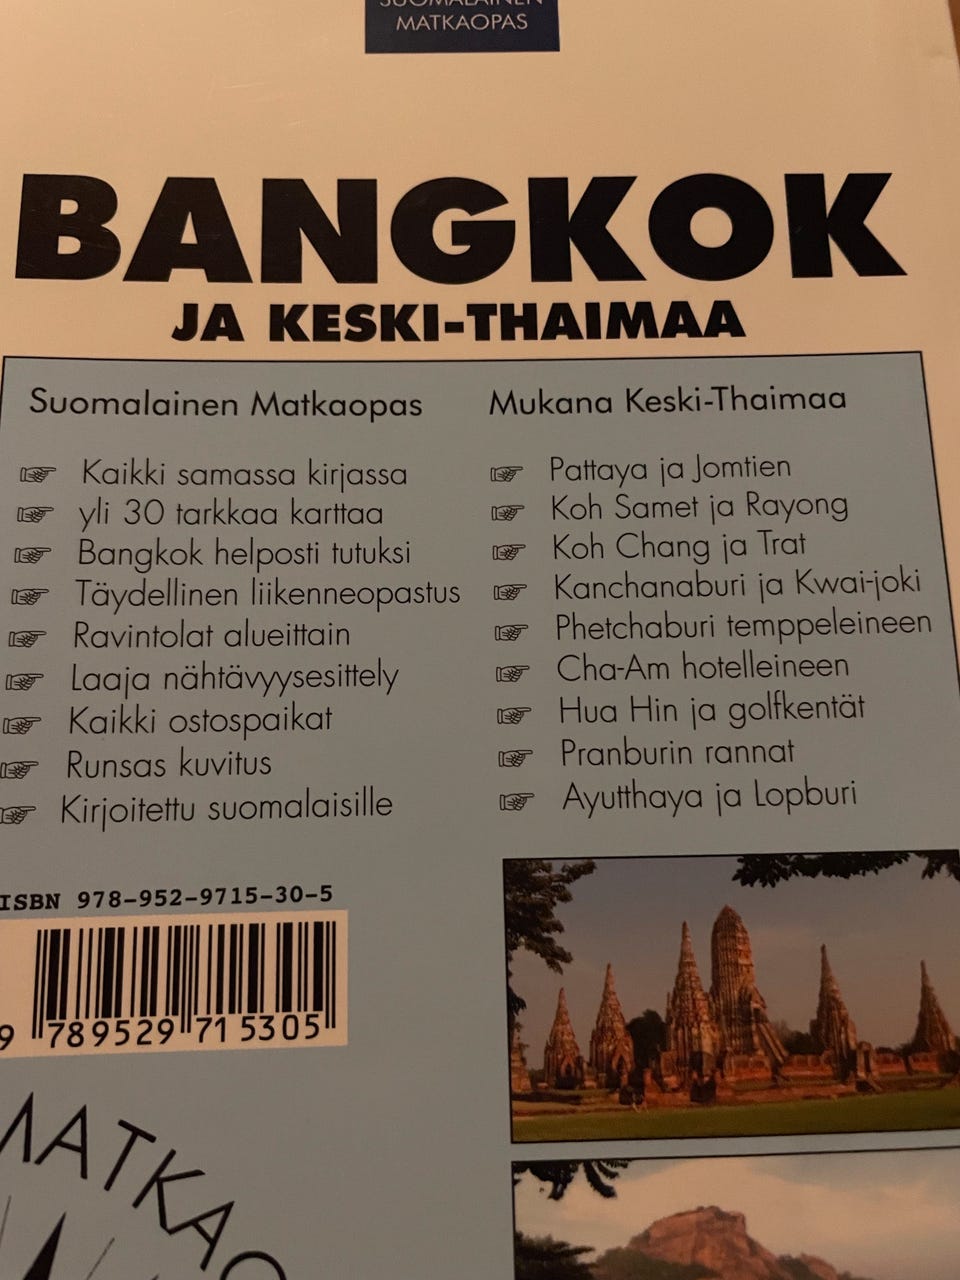 SUOMALAINEN
MATKAOPAS
BANGKOK
JA KESKI-THAIMAA
Suomalainen Matkaopas
Kaikki samassa kirjassa
yli 30 tarkkaa karttaa
Bangkok helposti tutuksi
Täydellinen liikenneopastus
Ravintolat alueittain
Laaja nähtävyysesittely
Kaikki ostospaikat
Runsas kuvitus
Kirjoitettu suomalaisille
Mukana Keski-Thaimaa
Pattaya ja Jomtien
Koh Samet ja Rayong
Koh Chang ja Trat
Kanchanaburi ja Kwai-joki
Phetchaburi temppeleineen
Cha-Am hotelleineen
Hua Hin ja golfkentät
Pranburin rannat
Ayutthaya ja Lopburi
ISBN 978-952-9715-30-5
9 789529 715305
MATKAO